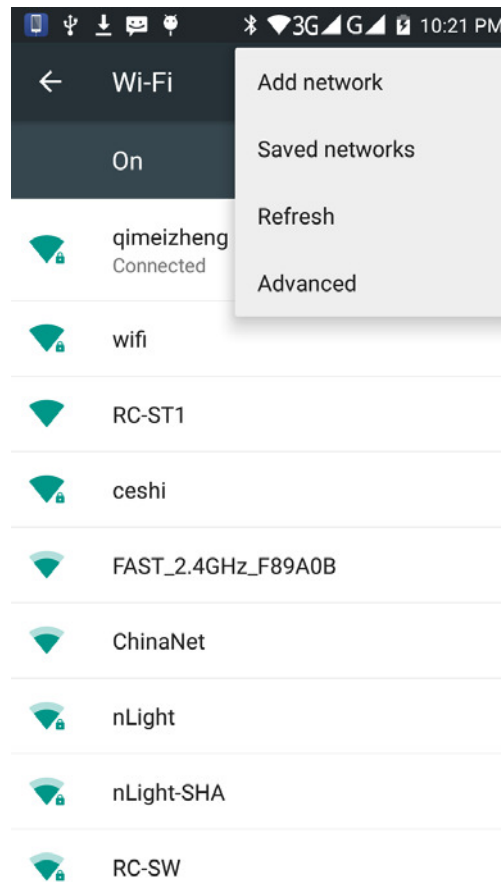 3G G 10:21 PM
Wi-Fi
Add network
On
Saved networks
Refresh
qimeizheng
Connected
Advanced
wifi
RC-ST1
ceshi
FAST_2.4GHz_F89A0B
ChinaNet
nLight
nLight-SHA
RC-SW